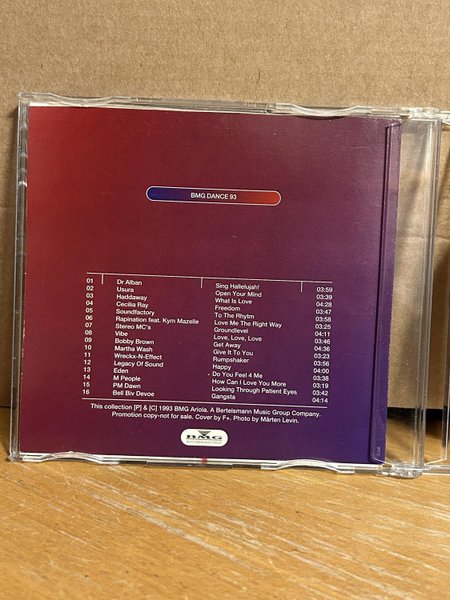 BMG DANCE 93
01 Dr Alban Sing Hallelujah! 03:59
02 Usura Open Your Mind 03:39
03 Haddaway What Is Love 04:28
04 Cecilia Ray Freedom 03:53
05 Soundfactory To The Rhytm 03:58
06 Rapination feat. Kym Mazelle Love Me The Right Way 03:25
07 Stereo MC's Groundlevel 04:11
08 Vibe Love, Love, Love 03:46
09 Bobby Brown Get Away 04:36
10 Martha Wash Give It To You 03:23
11 Wreckx-N-Effect Rumpshaker 03:56
12 Legacy Of Sound Happy 04:00
13 Eden Do You Feel 4 Me 03:38
14 M People How Can I Love You More 03:19
15 PM Dawn Looking Through Patient Eyes 03:42
16 Bell Biv Devoe Gangsta 04:14
This collection [P] & [C] 1993 BMG Ariola. A Bertelsmann Music Group Company.
Promotion copy-not for sale. Cover by F+. Photo by Mårten Levin.
BMG